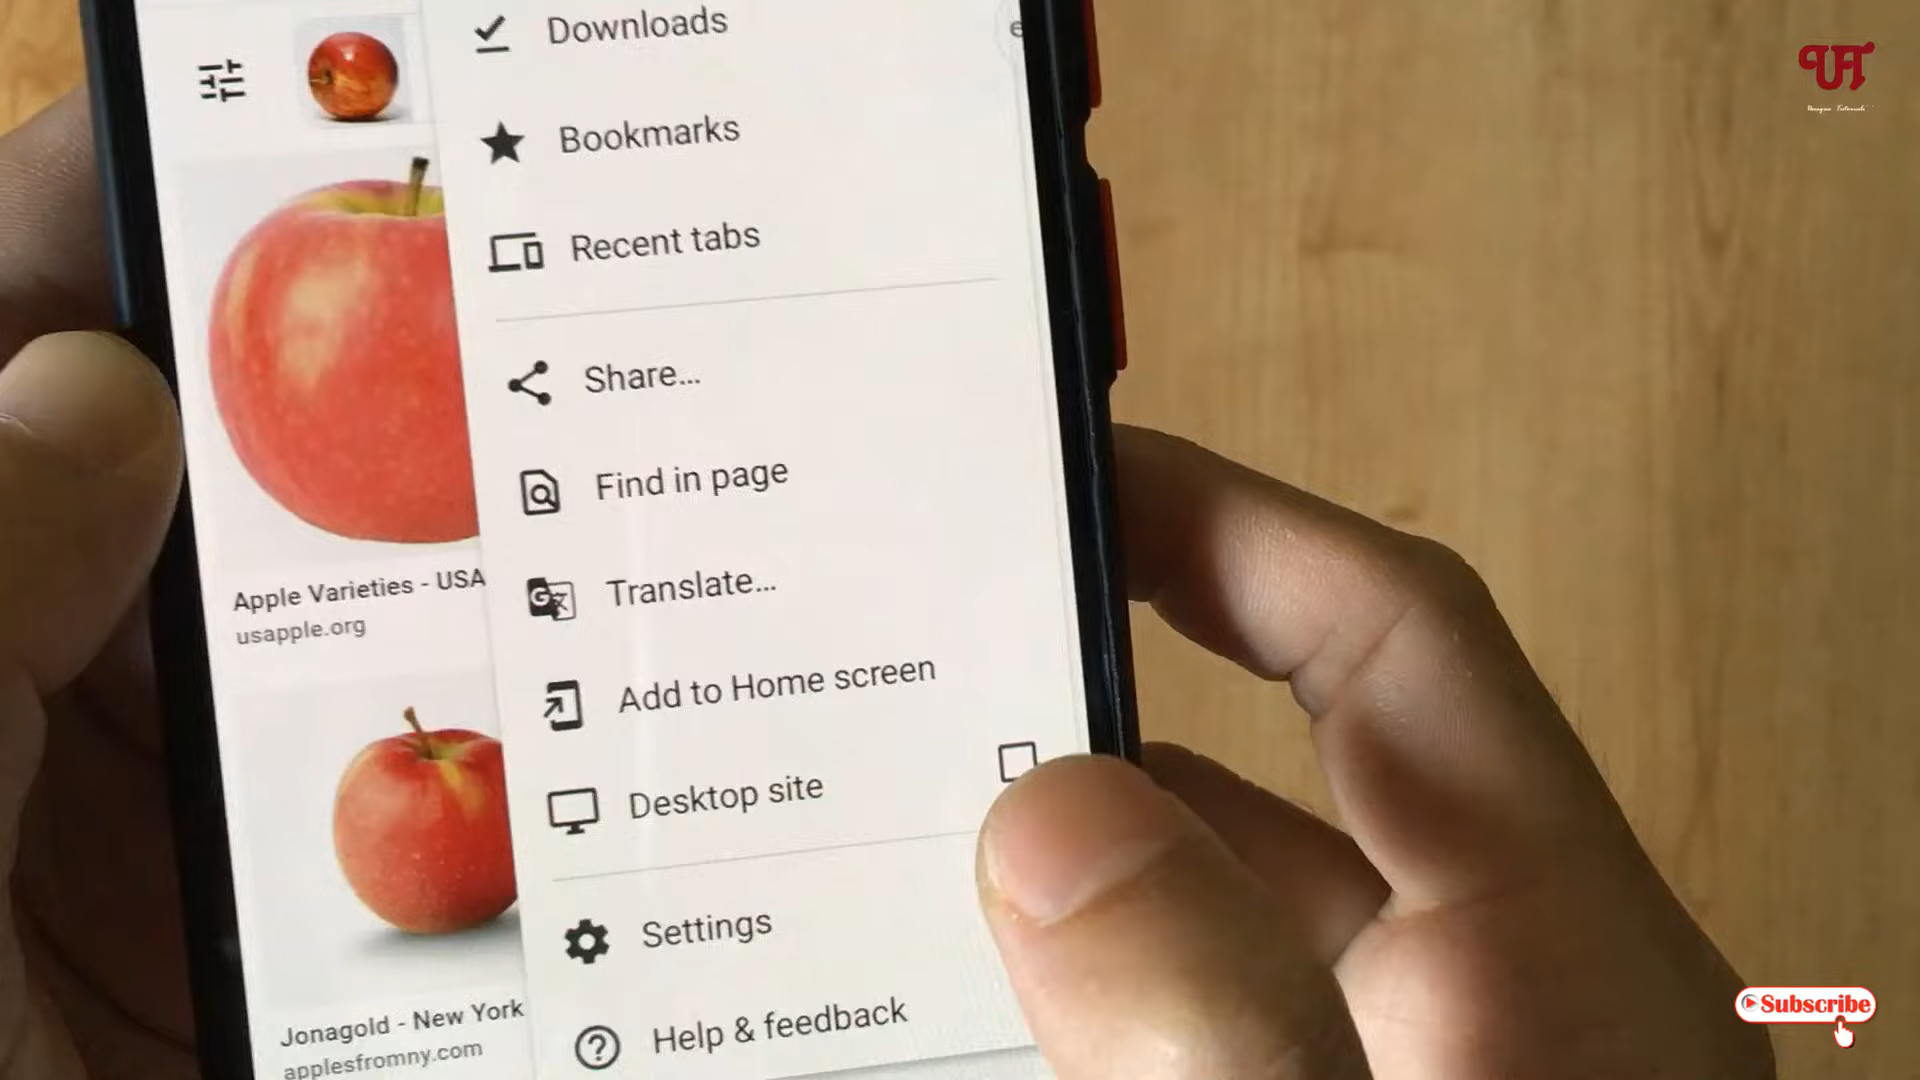 Downloads
Bookmarks
Recent tabs
Share...
Find in page
Translate...
Add to Home screen
Desktop site
Settings
Help & feedback
Apple Varieties - USA
usapple.org
Jonagold - New York
applesfromny.com
UT
Subscribe